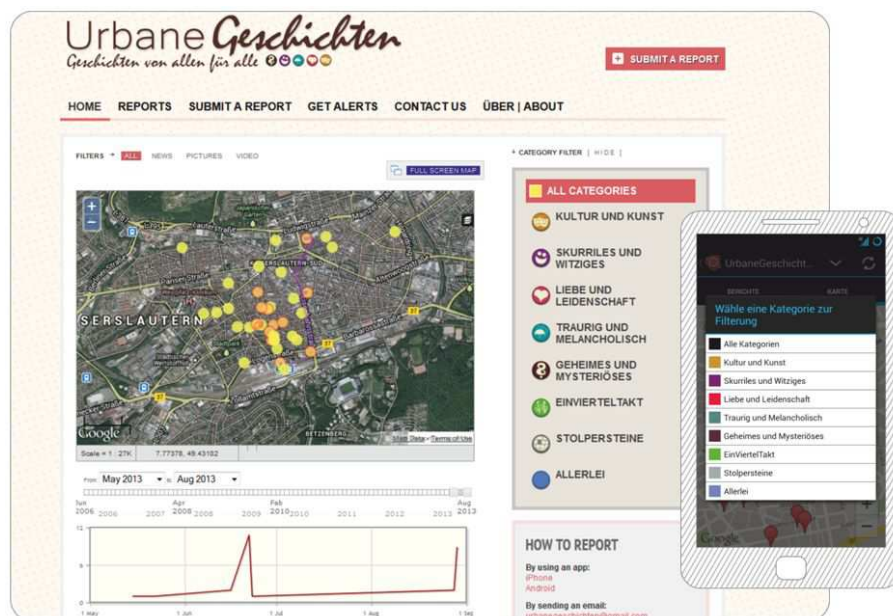 Urbane Geschichten
Geschichten von allen für alle
SUBMIT A REPORT
HOME REPORTS SUBMIT A REPORT GET ALERTS CONTACT US ÜBER | ABOUT
FILTERS ALL NEWS PICTURES VIDEO
FULL SCREEN MAP
SERSLAUTERN
BETZENBERG
Google
Map Data - Terms of Use
Scale = 1 : 27K 7.77378, 49.43182
From: May 2013 to: Aug 2013
Jun Apr Feb Aug
2006 2006 2007 2008 2008 2009 2010 2010 2011 2012 2013 2013
12
6
0
1 May 1 Jun 1 Jul 1 Aug 1 Sep
CATEGORY FILTER [ HIDE ]
ALL CATEGORIES
KULTUR UND KUNST
SKURRILES UND
WITZIGES
LIEBE UND
LEIDENSCHAFT
TRAURIG UND
MELANCHOLISCH
GEHEIMES UND
MYSTERIÖSES
EINVIERTELTAKT
STOLPERSTEINE
ALLERLEI
HOW TO REPORT
By using an app:
iPhone
Android
By sending an email:
UrbaneGeschicht...
BERICHTE KARTE
Wähle eine Kategorie zur
Filterung
Alle Kategorien
Kultur und Kunst
Skurriles und Witziges
Liebe und Leidenschaft
Traurig und Melancholisch
Geheimes und Mysteriöses
EinViertelTakt
Stolpersteine
Allerlei
Google